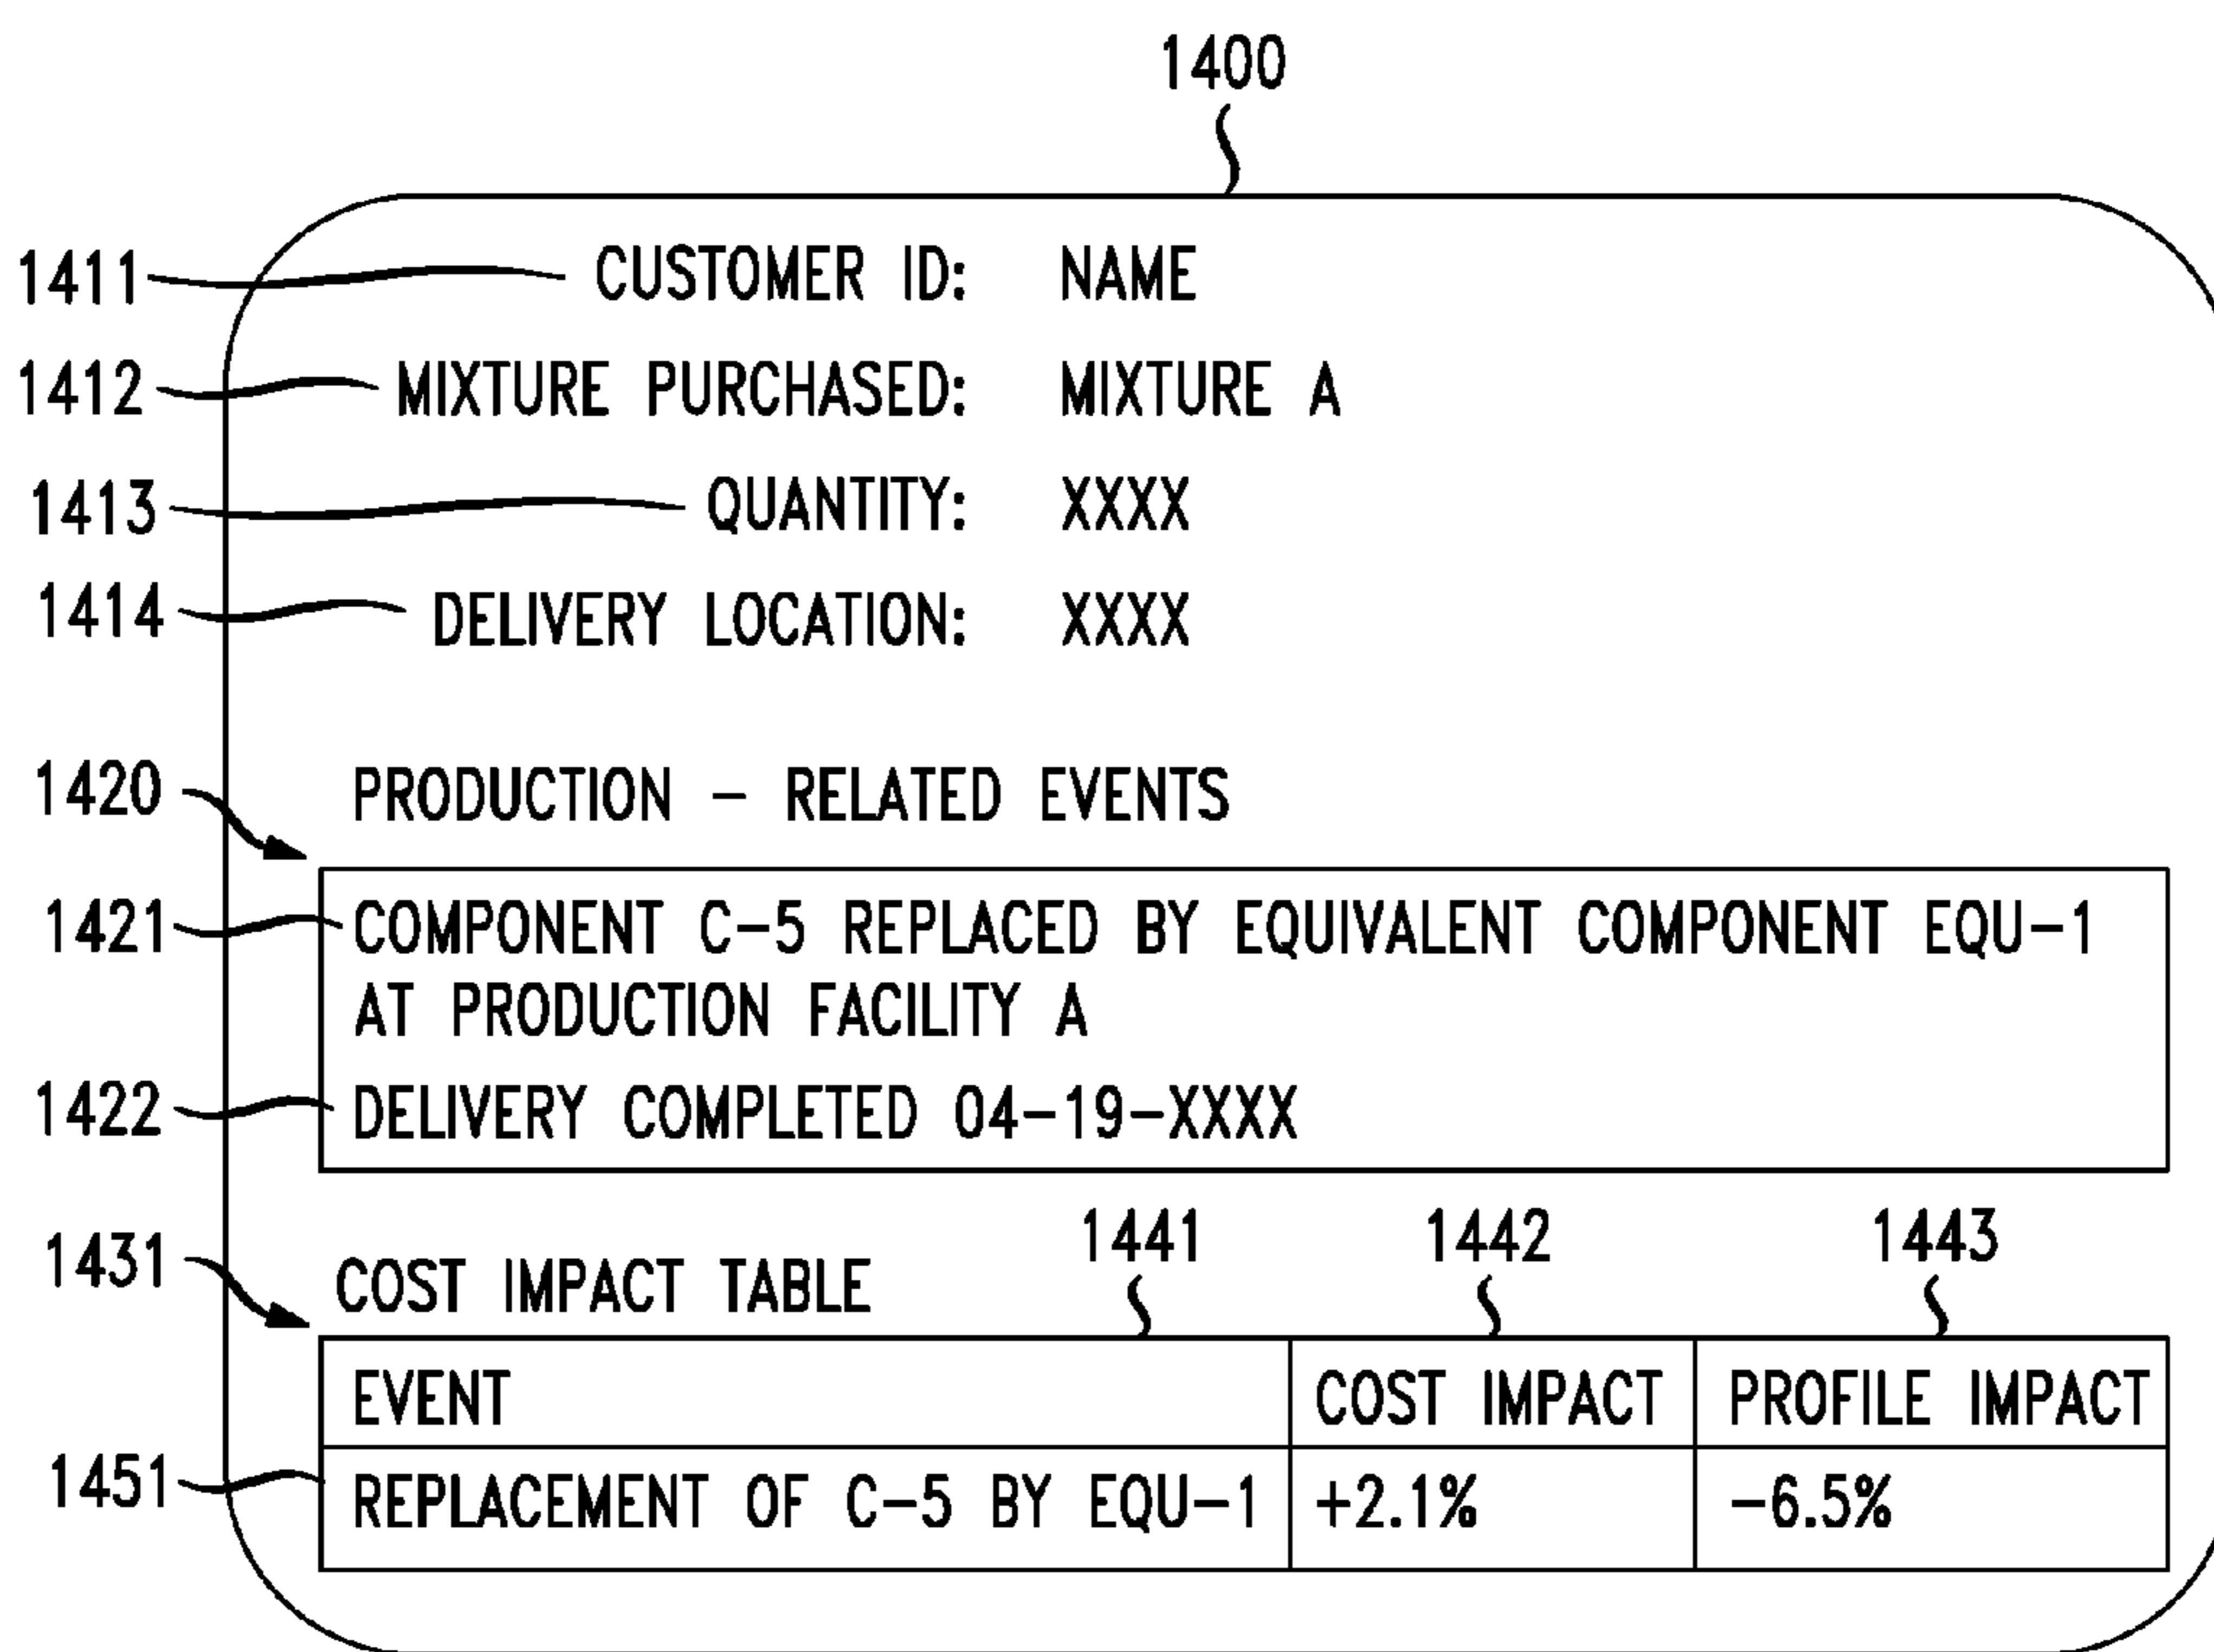 1400
1411 CUSTOMER ID: NAME
1412 MIXTURE PURCHASED: MIXTURE A
1413 QUANTITY: XXXX
1414 DELIVERY LOCATION: XXXX
1420 PRODUCTION - RELATED EVENTS
1421 COMPONENT C-5 REPLACED BY EQUIVALENT COMPONENT EQU-1
AT PRODUCTION FACILITY A
1422 DELIVERY COMPLETED 04-19-XXXX
1441 1442 1443
1431 COST IMPACT TABLE
EVENT COST IMPACT PROFILE IMPACT
1451 REPLACEMENT OF C-5 BY EQU-1 +2.1% -6.5%